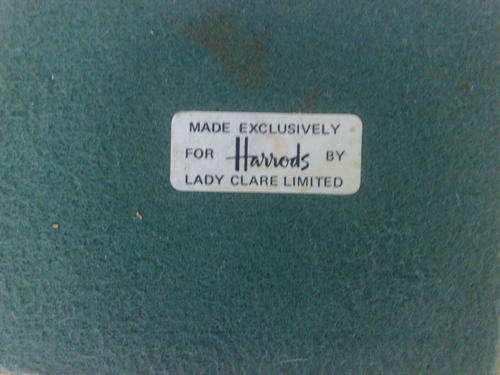 MADE EXCLUSIVELY
FOR Harrods BY
LADY CLARE LIMITED